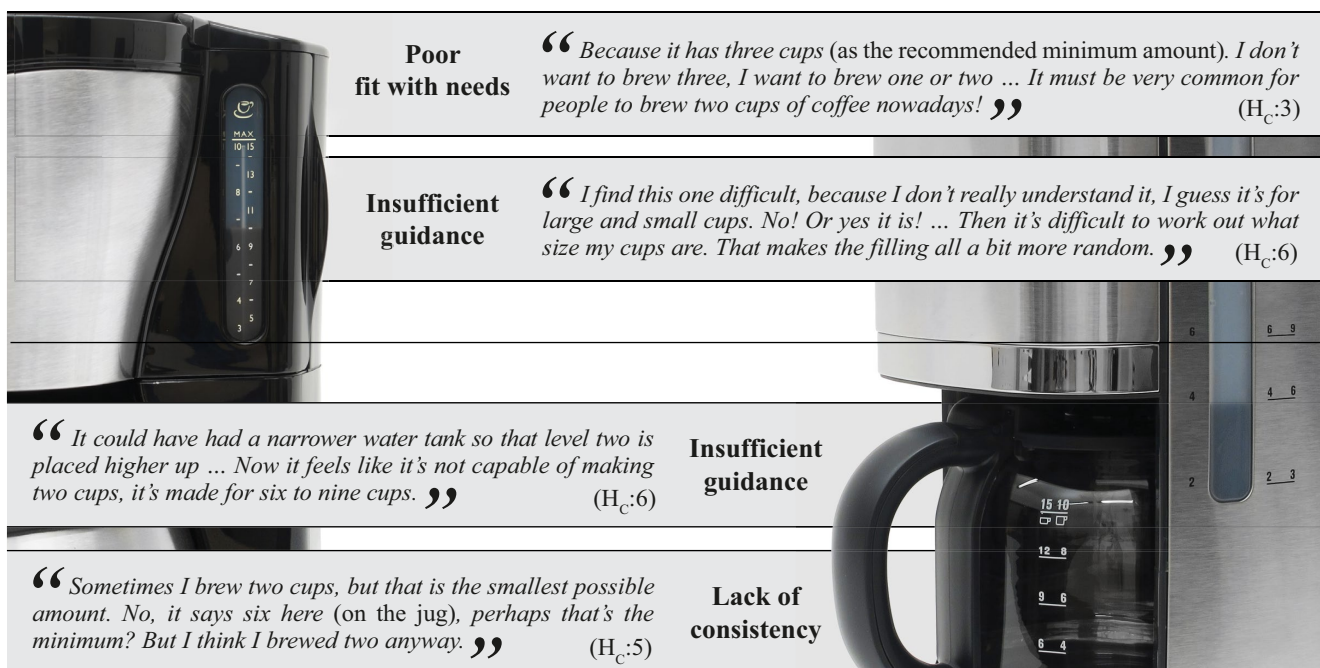 Poor
fit with needs
“ Because it has three cups (as the recommended minimum amount). I don’t
want to brew three, I want to brew one or two ... It must be very common for
people to brew two cups of coffee nowadays! ”
(H_C:3)
MAX
10 15
13
8
11
6 9
7
4
5
3
Insufficient
guidance
“ I find this one difficult, because I don’t really understand it, I guess it’s for
large and small cups. No! Or yes it is! ... Then it’s difficult to work out what
size my cups are. That makes the filling all a bit more random. ”
(H_C:6)
6 6 9
4 4 6
2 2 3
“ It could have had a narrower water tank so that level two is
placed higher up ... Now it feels like it’s not capable of making
two cups, it’s made for six to nine cups. ”
(H_C:6)
Insufficient
guidance
15 10
12 8
9 6
6 4
“ Sometimes I brew two cups, but that is the smallest possible
amount. No, it says six here (on the jug), perhaps that’s the
minimum? But I think I brewed two anyway. ”
(H_C:5)
Lack of
consistency